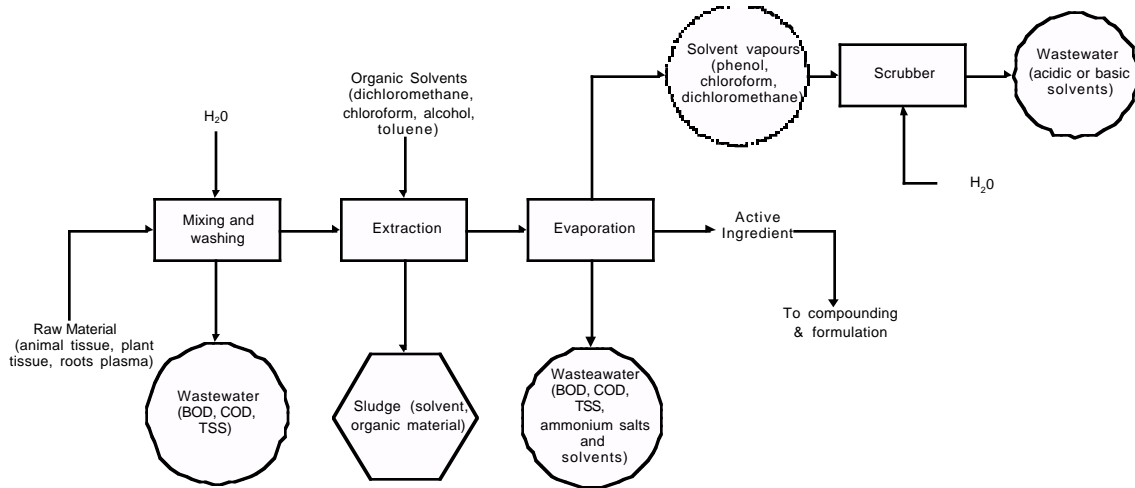 Solvent vapours
(phenol,
chloroform,
dichloromethane)
Scrubber
Wastewater
(acidic or basic
solvents)
Organic Solvents
(dichloromethane,
chloroform, alcohol,
toluene)
H20
H20
Mixing and
washing
Extraction
Evaporation
Active
Ingredient
Raw Material
(animal tissue, plant
tissue, roots plasma)
To compounding
& formulation
Wastewater
(BOD, COD,
TSS)
Sludge (solvent,
organic material)
Wasteawater
(BOD, COD,
TSS,
ammonium salts
and
solvents)